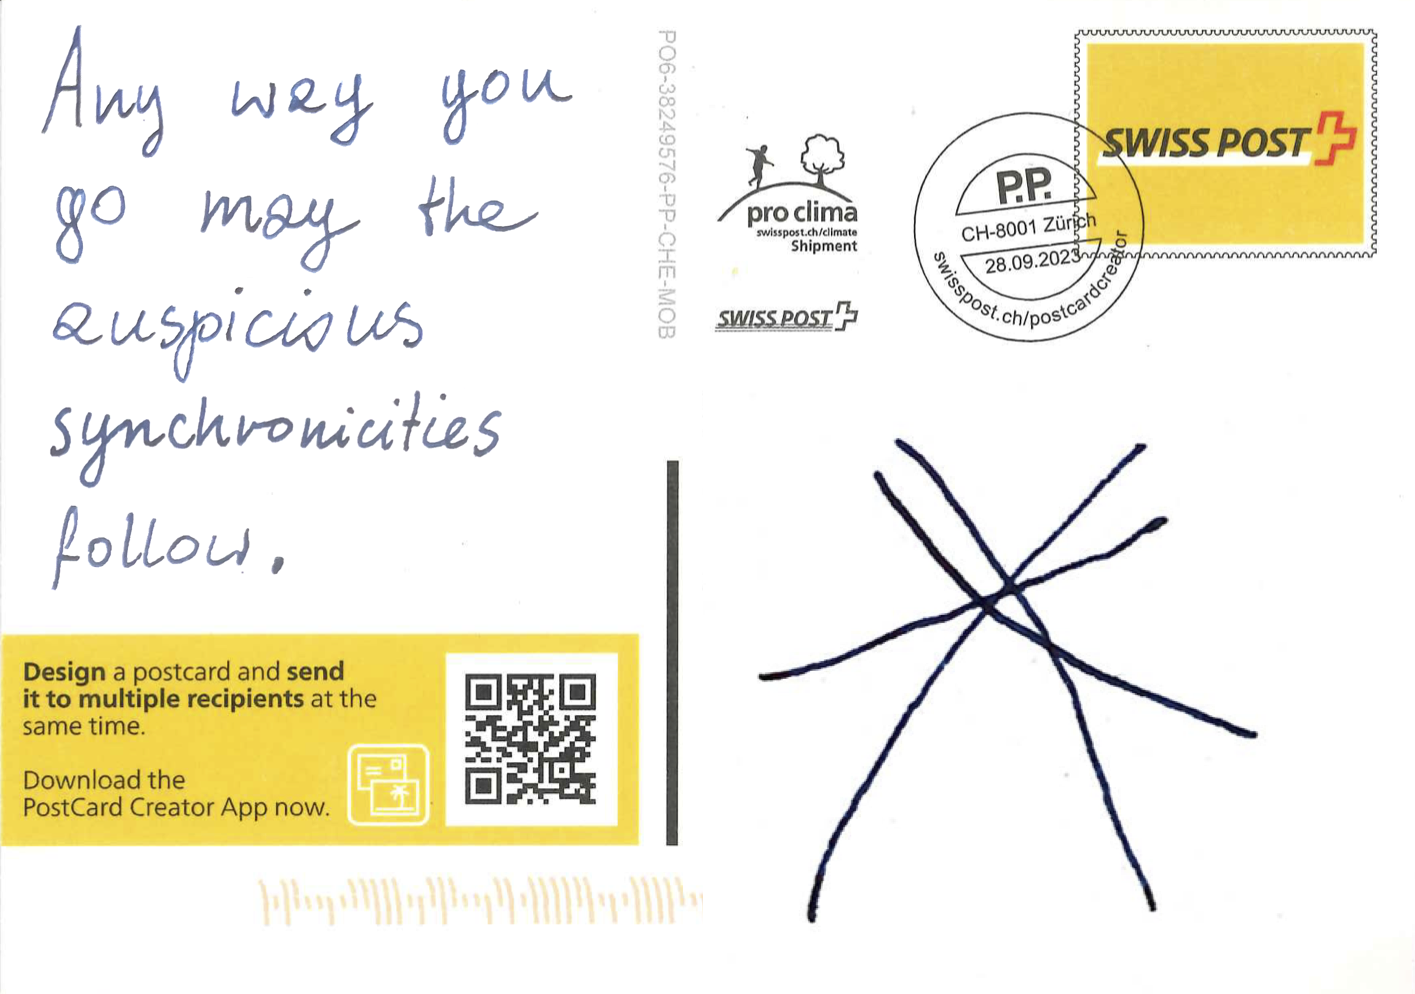 Any way you
go may the
auspicious
synchronicities
follow.
Design a postcard and send
it to multiple recipients at the
same time.
Download the
PostCard Creator App now.
PO6-38249576-PP-CHE-MOB
pro clima
swisspost.ch/climate
Shipment
SWISS POST
P.P.
CH-8001 Zürich
28.09.2023
swisspost.ch/postcardcreator
SWISS POST